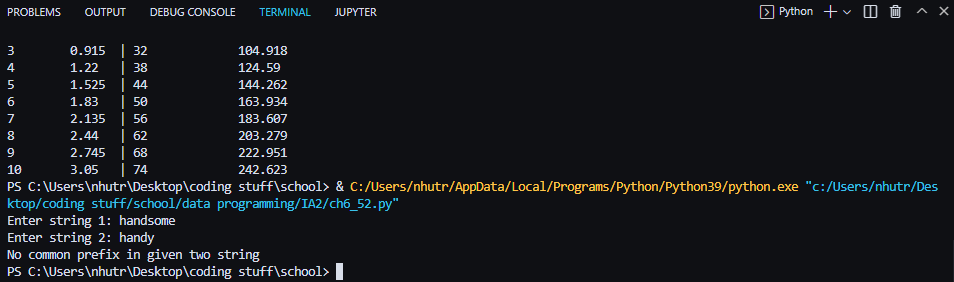 PROBLEMS OUTPUT DEBUG CONSOLE TERMINAL JUPYTER Python
3 0.915 | 32 104.918
4 1.22 | 38 124.59
5 1.525 | 44 144.262
6 1.83 | 50 163.934
7 2.135 | 56 183.607
8 2.44 | 62 203.279
9 2.745 | 68 222.951
10 3.05 | 74 242.623
PS C:\Users\nhutr\Desktop\coding stuff\school> & C:/Users/nhutr/AppData/Local/Programs/Python/Python39/python.exe "c:/Users/nhutr/Des
ktop/coding stuff/school/data programming/IA2/ch6_52.py"
Enter string 1: handsome
Enter string 2: handy
No common prefix in given two string
PS C:\Users\nhutr\Desktop\coding stuff\school>